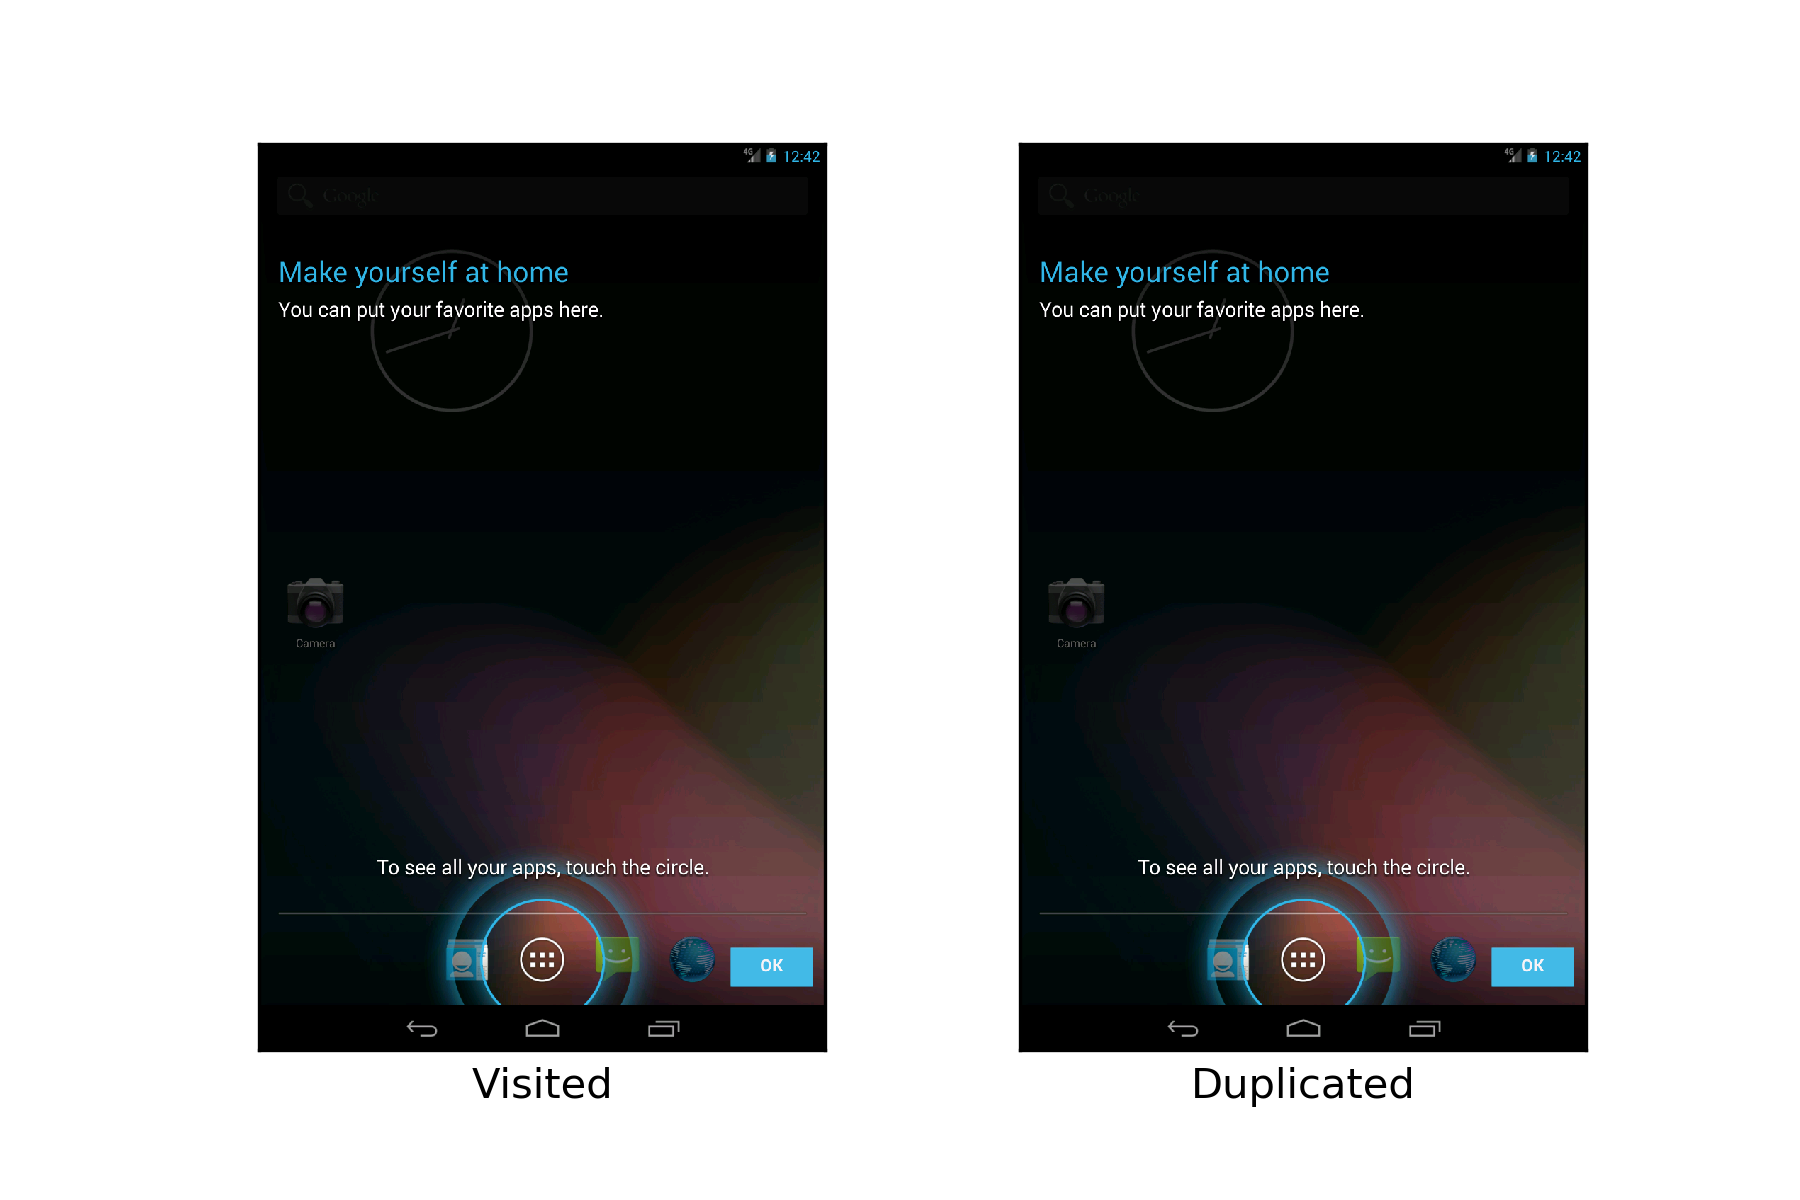 4G 12:42
Google
Make yourself at home
You can put your favorite apps here.
Camera
To see all your apps, touch the circle.
OK
Visited
4G 12:42
Google
Make yourself at home
You can put your favorite apps here.
Camera
To see all your apps, touch the circle.
OK
Duplicated